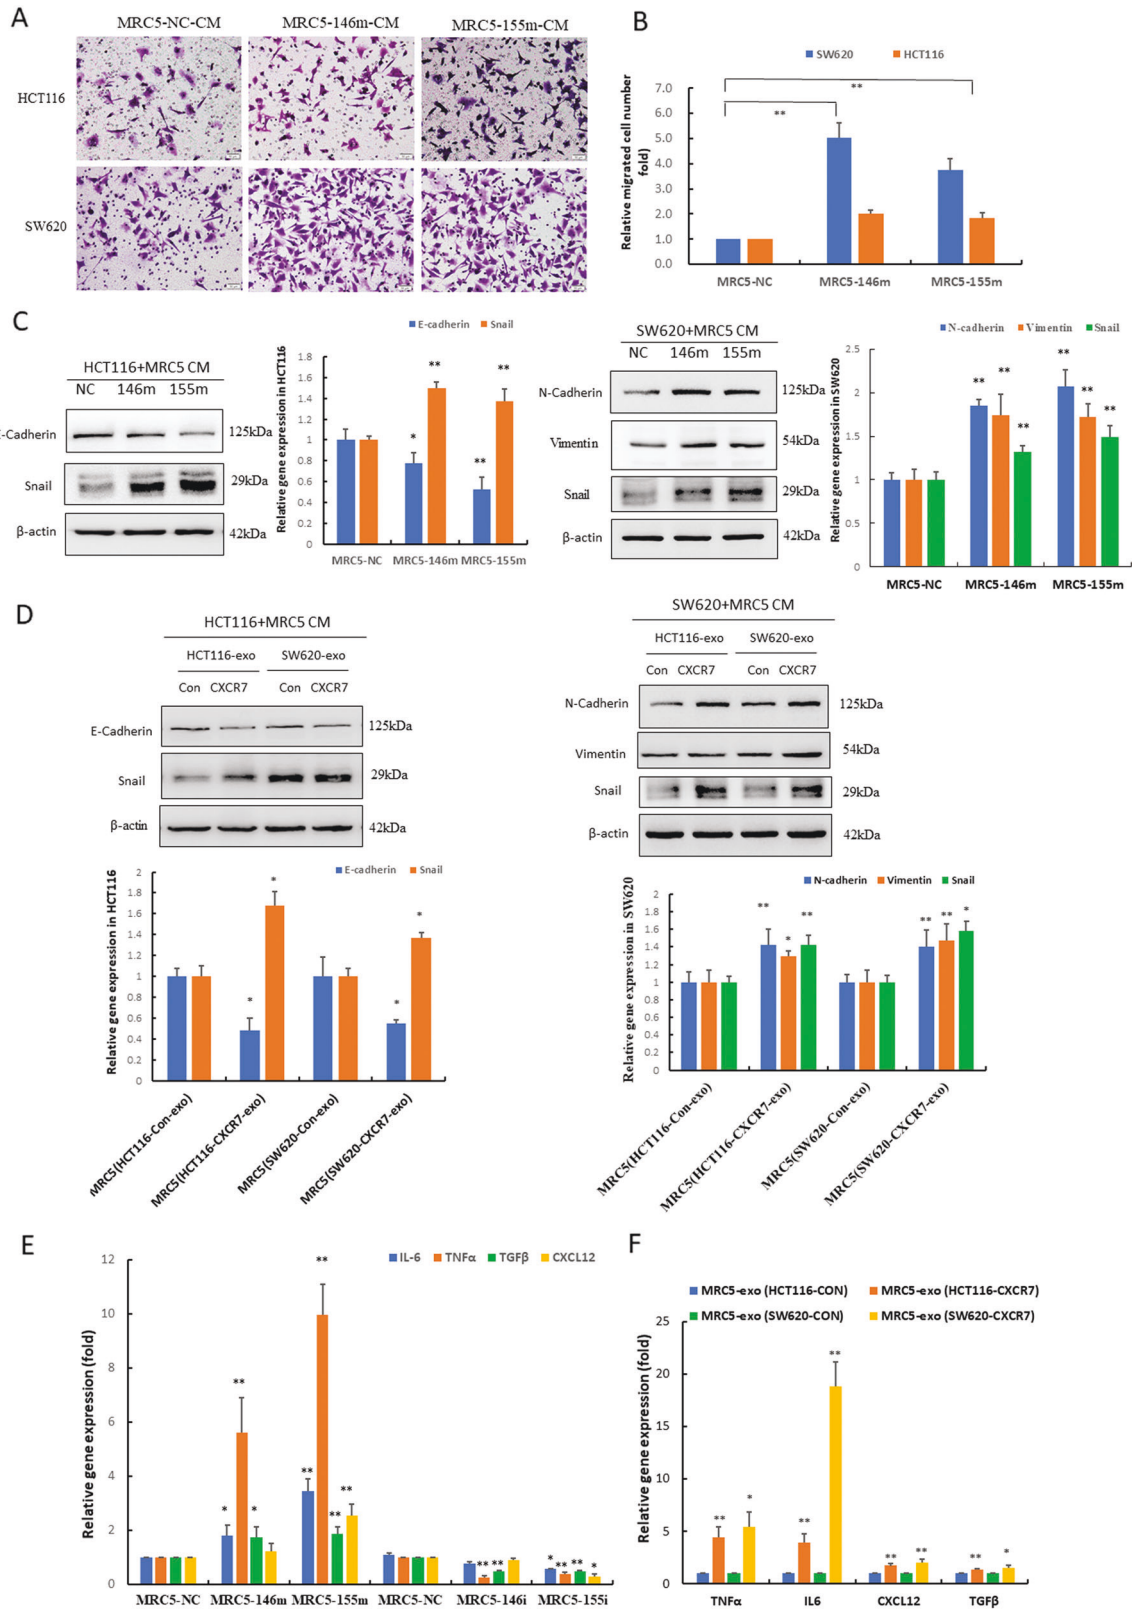 A
MRC5-NC-CM MRC5-146m-CM MRC5-155m-CM
HCT116
SW620
B
SW620 HCT116
Relative migrated cell number
fold)
7.0
6.0
5.0
4.0
3.0
2.0
1.0
0.0
**
**
MRC5-NC MRC5-146m MRC5-155m
C
HCT116+MRC5 CM
NC 146m 155m
E-Cadherin 125kDa
Snail 29kDa
β-actin 42kDa
E-cadherin Snail
Relative gene expression in HCT116
1.8
1.6
1.4
1.2
1
0.8
0.6
0.4
0.2
0
* ** ** **
MRC5-NC MRC5-146m MRC5-155m
SW620+MRC5 CM
NC 146m 155m
N-Cadherin 125kDa
Vimentin 54kDa
Snail 29kDa
β-actin 42kDa
N-cadherin Vimentin Snail
Relative gene expression in SW620
2.5
2
1.5
1
0.5
0
** ** ** ** ** **
MRC5-NC MRC5-146m MRC5-155m
D
HCT116+MRC5 CM
HCT116-exo SW620-exo
Con CXCR7 Con CXCR7
E-Cadherin 125kDa
Snail 29kDa
β-actin 42kDa
E-cadherin Snail
Relative gene expression in HCT116
2
1.8
1.6
1.4
1.2
1
0.8
0.6
0.4
0.2
0
* * * *
MRC5(HCT116-Con-exo)
MRC5(HCT116-CXCR7-exo)
MRC5(SW620-Con-exo)
MRC5(SW620-CXCR7-exo)
SW620+MRC5 CM
HCT116-exo SW620-exo
Con CXCR7 Con CXCR7
N-Cadherin 125kDa
Vimentin 54kDa
Snail 29kDa
β-actin 42kDa
N-cadherin Vimentin Snail
Relative gene expression in SW620
2
1.8
1.6
1.4
1.2
1
0.8
0.6
0.4
0.2
0
** * ** ** ** *
MRC5(HCT116-Con-exo)
MRC5(HCT116-CXCR7-exo)
MRC5(SW620-Con-exo)
MRC5(SW620-CXCR7-exo)
E
IL-6 TNFα TGFβ CXCL12
Relative gene expression (fold)
12
10
8
6
4
2
0
* ** * ** ** ** ** ** ** * ** ** *
MRC5-NC MRC5-146m MRC5-155m MRC5-NC MRC5-146i MRC5-155i
F
MRC5-exo (HCT116-CON) MRC5-exo (HCT116-CXCR7)
MRC5-exo (SW620-CON) MRC5-exo (SW620-CXCR7)
Relative gene expression (fold)
25
20
15
10
5
0
** * ** ** ** ** ** *
TNFα IL6 CXCL12 TGFβ